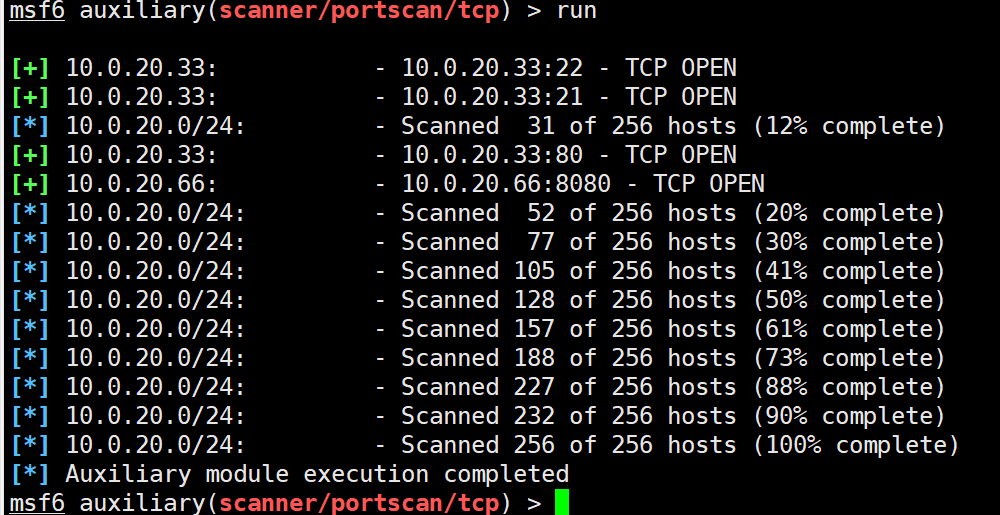 msf6 auxiliary(scanner/portscan/tcp) > run
[+] 10.0.20.33:           - 10.0.20.33:22 - TCP OPEN
[+] 10.0.20.33:           - 10.0.20.33:21 - TCP OPEN
[*] 10.0.20.0/24:         - Scanned  31 of 256 hosts (12% complete)
[+] 10.0.20.33:           - 10.0.20.33:80 - TCP OPEN
[+] 10.0.20.66:           - 10.0.20.66:8080 - TCP OPEN
[*] 10.0.20.0/24:         - Scanned  52 of 256 hosts (20% complete)
[*] 10.0.20.0/24:         - Scanned  77 of 256 hosts (30% complete)
[*] 10.0.20.0/24:         - Scanned 105 of 256 hosts (41% complete)
[*] 10.0.20.0/24:         - Scanned 128 of 256 hosts (50% complete)
[*] 10.0.20.0/24:         - Scanned 157 of 256 hosts (61% complete)
[*] 10.0.20.0/24:         - Scanned 188 of 256 hosts (73% complete)
[*] 10.0.20.0/24:         - Scanned 227 of 256 hosts (88% complete)
[*] 10.0.20.0/24:         - Scanned 232 of 256 hosts (90% complete)
[*] 10.0.20.0/24:         - Scanned 256 of 256 hosts (100% complete)
[*] Auxiliary module execution completed
msf6 auxiliary(scanner/portscan/tcp) >